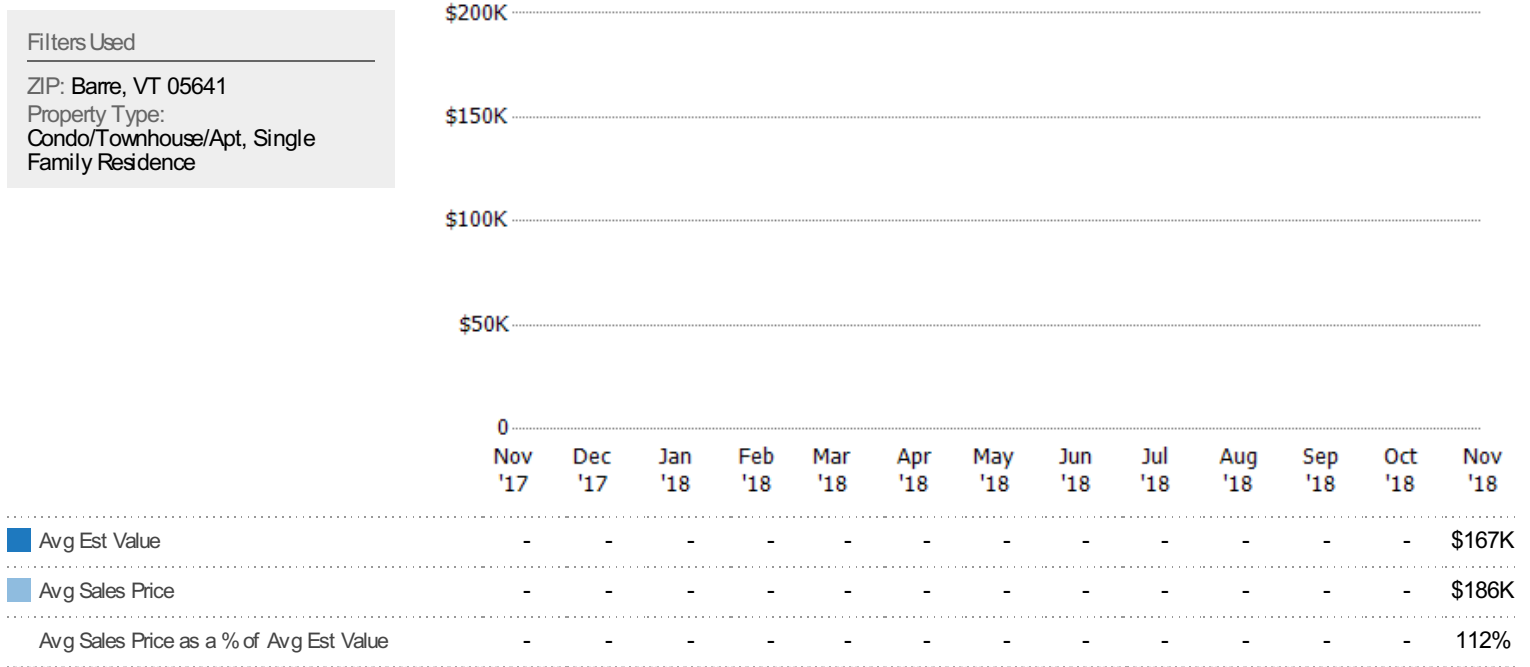 Filters Used
ZIP: Barre, VT 05641
Property Type:
Condo/Townhouse/Apt, Single
Family Residence
$200K
$150K
$100K
$50K
0
Nov Dec Jan Feb Mar Apr May Jun Jul Aug Sep Oct Nov
'17 '17 '18 '18 '18 '18 '18 '18 '18 '18 '18 '18 '18
Avg Est Value - - - - - - - - - - - - $167K
Avg Sales Price - - - - - - - - - - - - $186K
Avg Sales Price as a % of Avg Est Value - - - - - - - - - - - - 112%